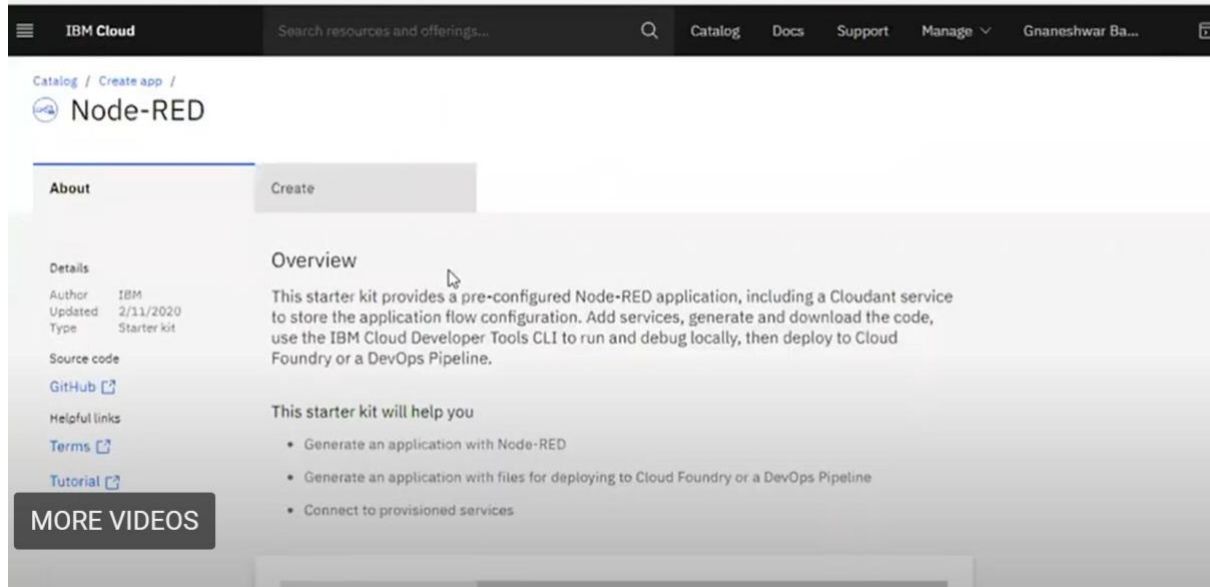 IBM Cloud
Search resources and offerings...
Catalog
Docs
Support
Manage
Gnaneshwar Ba...
Catalog / Create app /
Node-RED
About
Create
Details
Author IBM
Updated 2/11/2020
Type Starter kit
Source code
GitHub
Helpful links
Terms
Tutorial
MORE VIDEOS
Overview
This starter kit provides a pre-configured Node-RED application, including a Cloudant service
to store the application flow configuration. Add services, generate and download the code,
use the IBM Cloud Developer Tools CLI to run and debug locally, then deploy to Cloud
Foundry or a DevOps Pipeline.
This starter kit will help you
• Generate an application with Node-RED
• Generate an application with files for deploying to Cloud Foundry or a DevOps Pipeline
• Connect to provisioned services